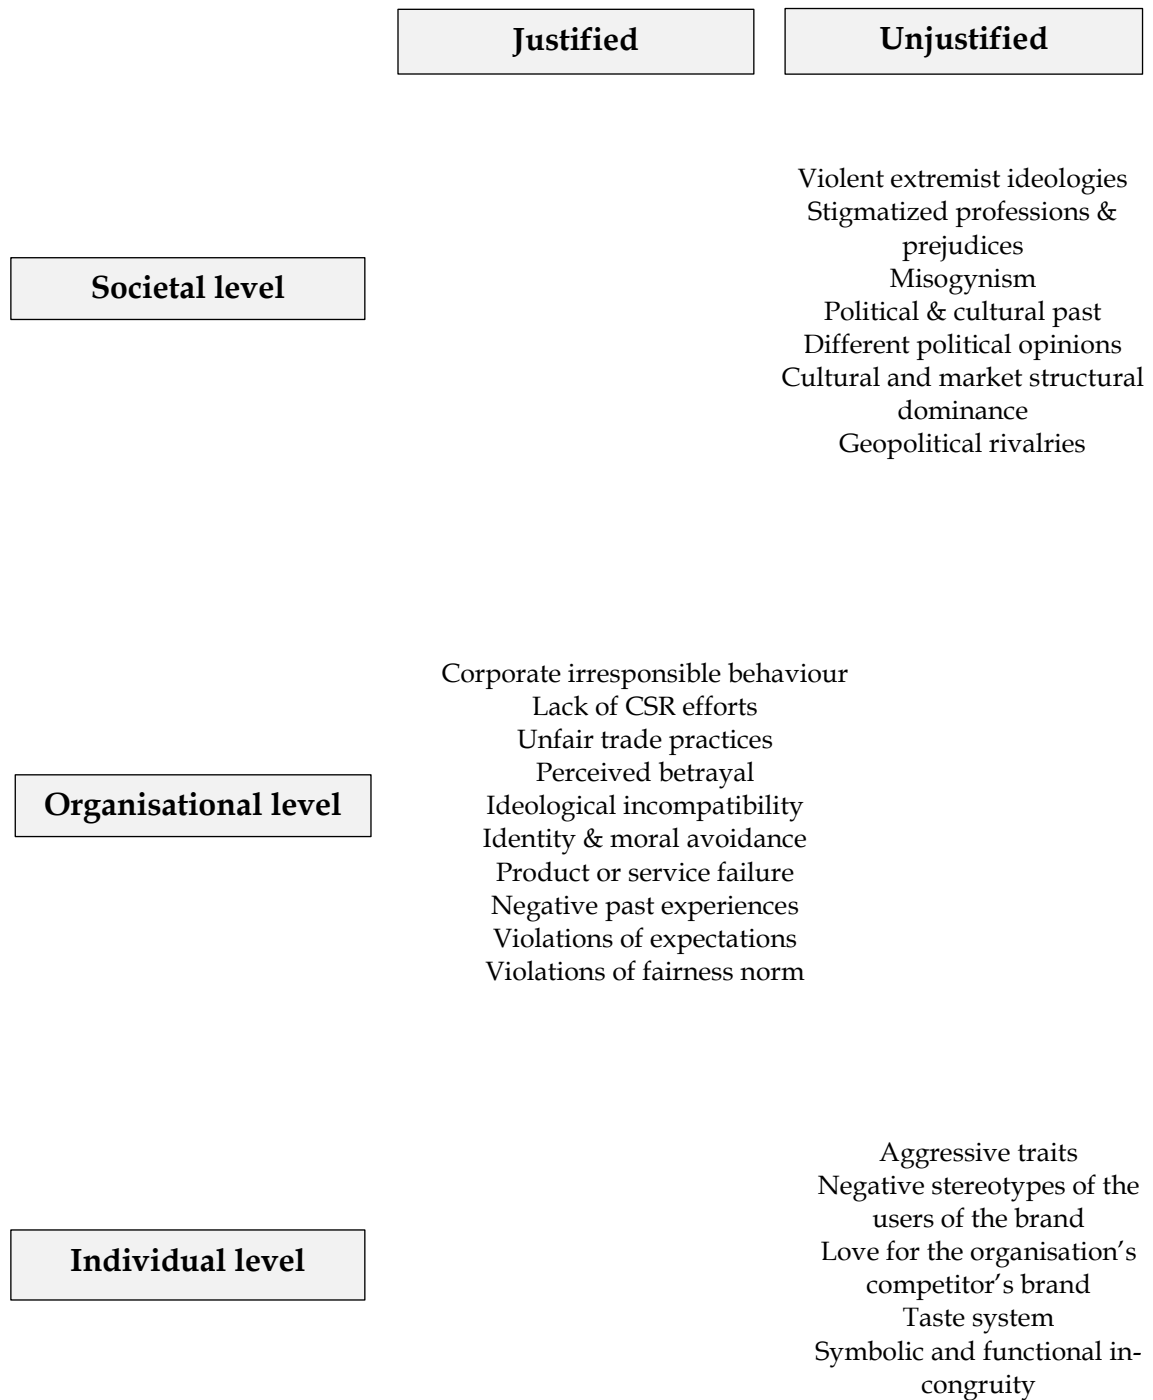 Justified
Unjustified
Violent extremist ideologies
Stigmatized professions &
prejudices
Misogynism
Political & cultural past
Different political opinions
Cultural and market structural
dominance
Geopolitical rivalries
Societal level
Corporate irresponsible behaviour
Lack of CSR efforts
Unfair trade practices
Perceived betrayal
Ideological incompatibility
Identity & moral avoidance
Product or service failure
Negative past experiences
Violations of expectations
Violations of fairness norm
Organisational level
Aggressive traits
Negative stereotypes of the
users of the brand
Love for the organisation's
competitor's brand
Taste system
Symbolic and functional in-
congruity
Individual level